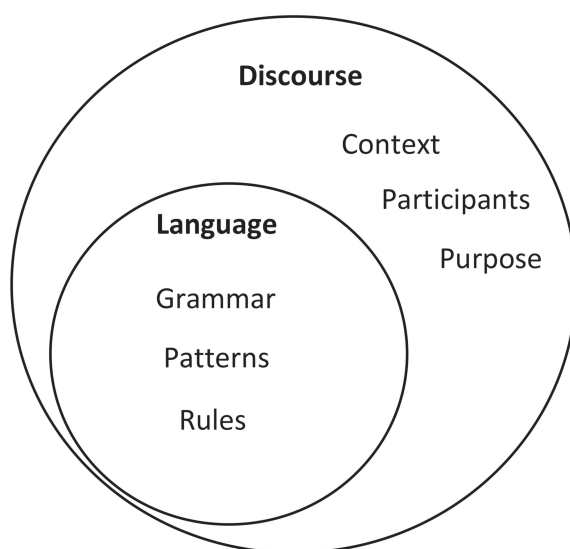 Discourse
Context
Participants
Purpose
Language
Grammar
Patterns
Rules